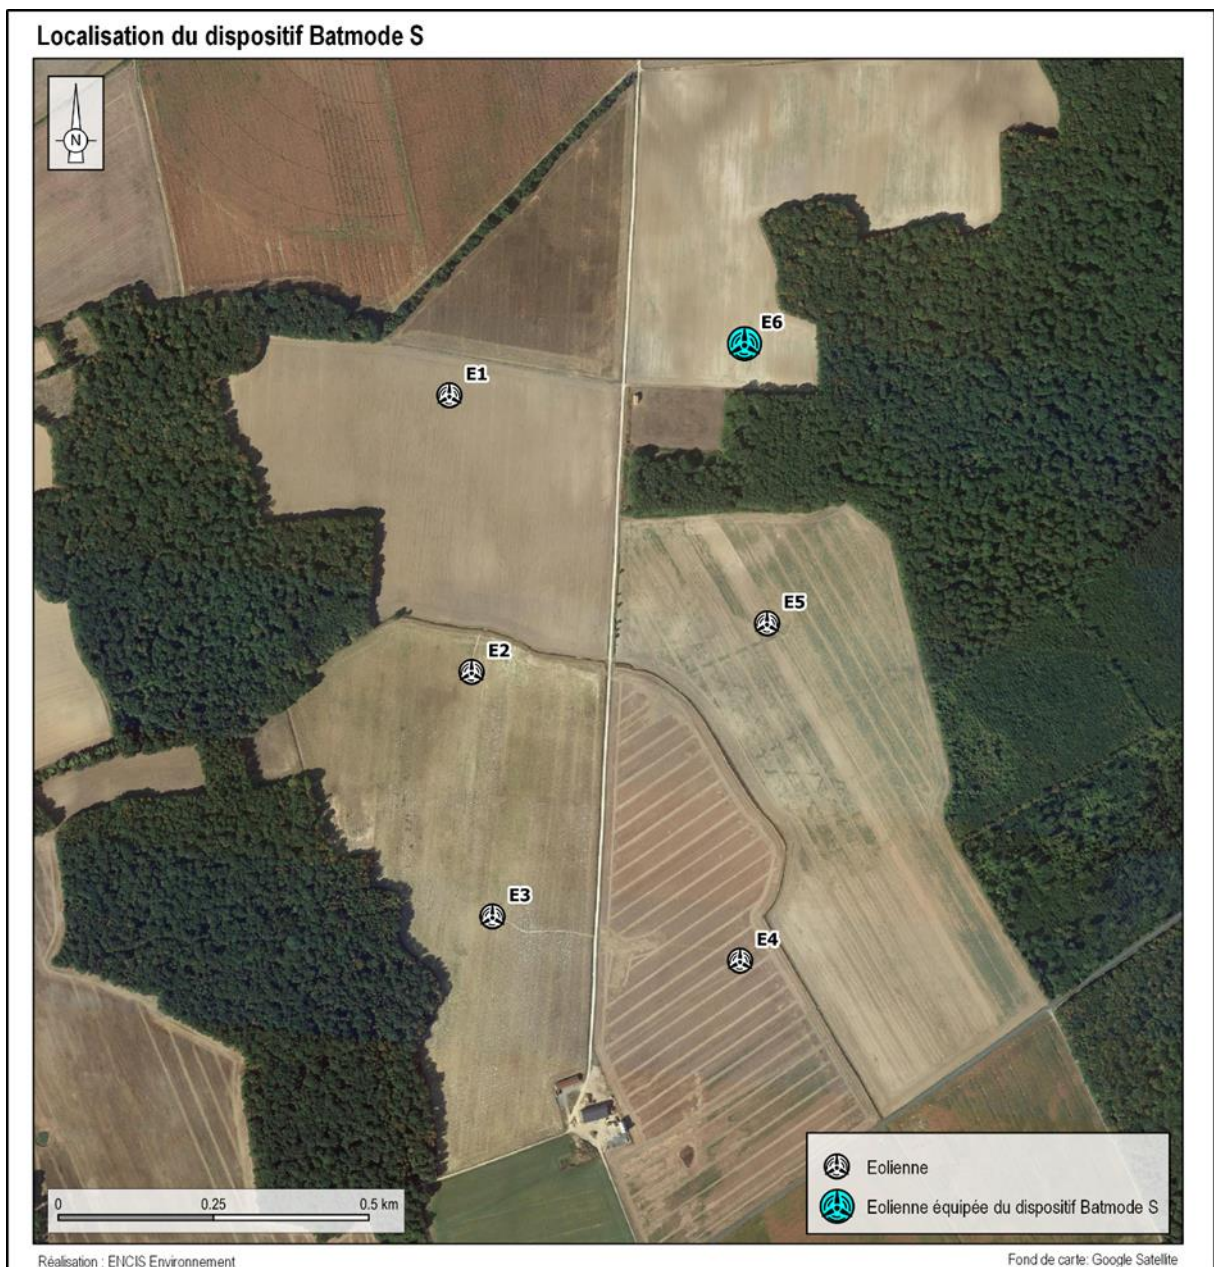 Localisation du dispositif Batmode S
N
E6
E1
E5
E2
E3
E4
Eolienne
Eolienne équipée du dispositif Batmode S
0 0.25 0.5 km
Réalisation : ENCIS Environnement
Fond de carte: Google Satellite